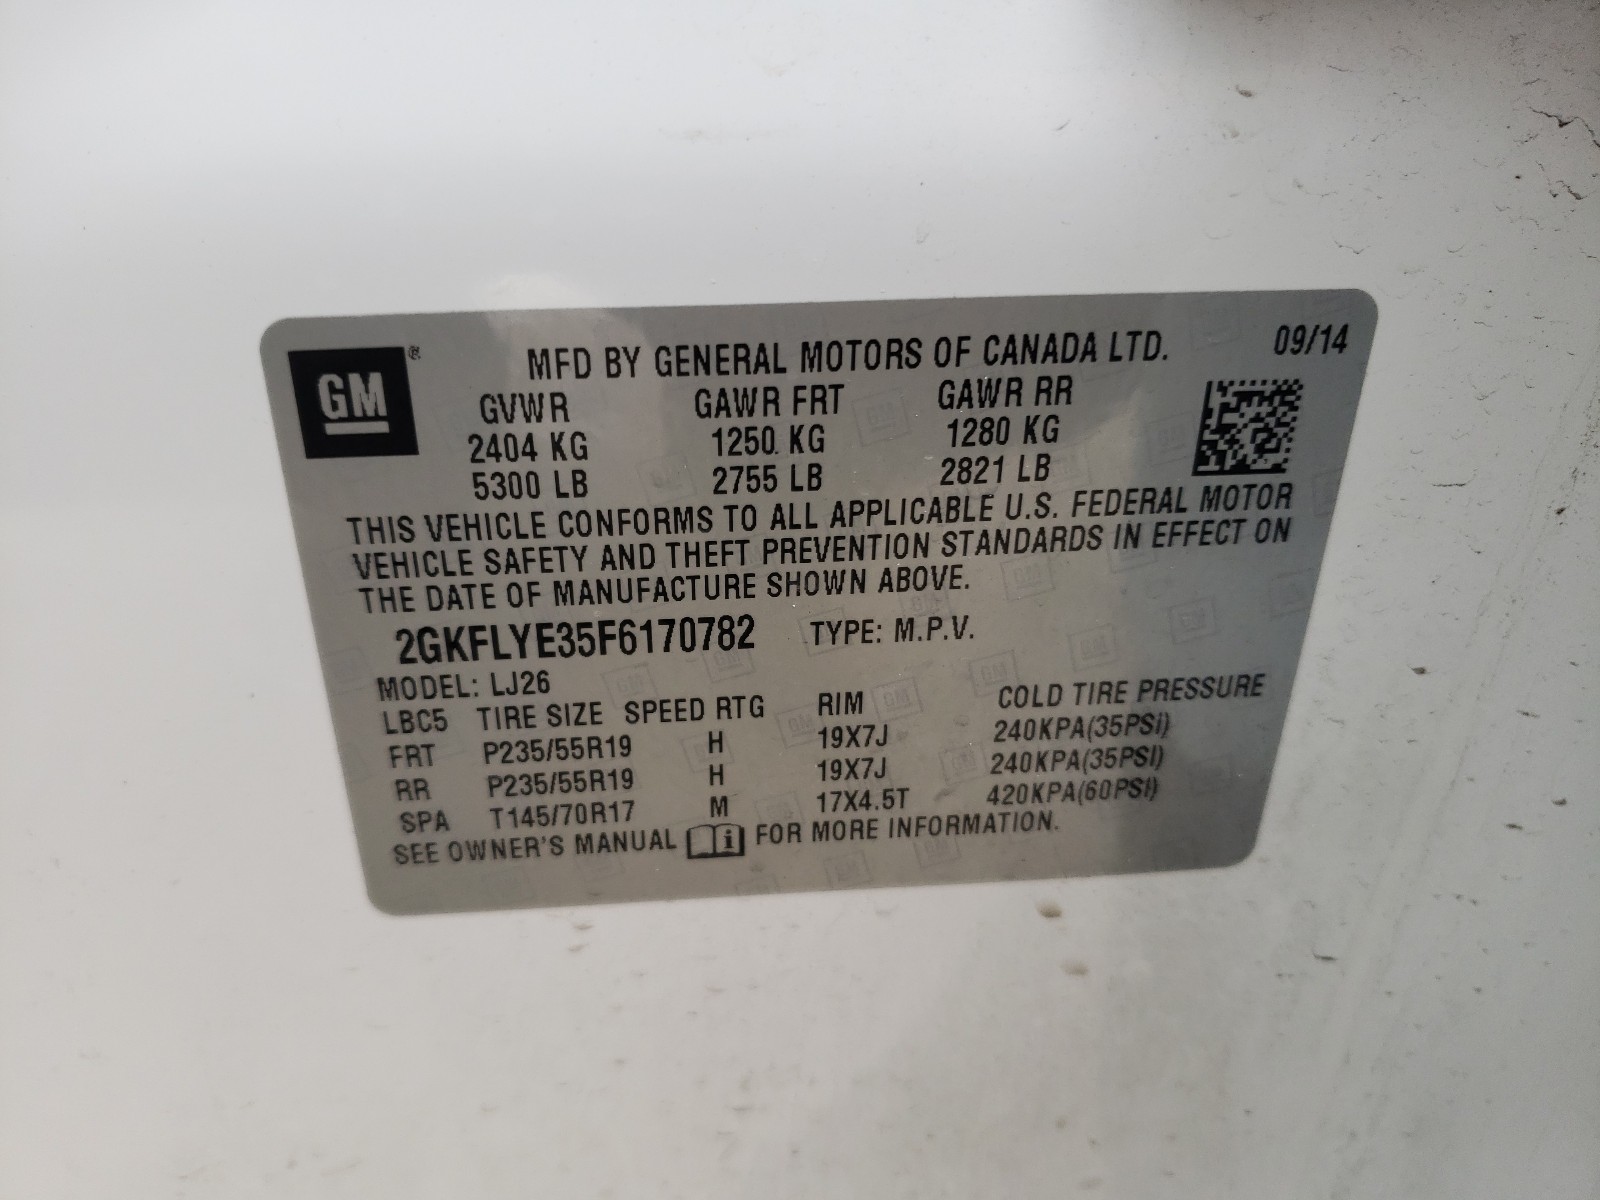 GM ® MFD BY GENERAL MOTORS OF CANADA LTD. 09/14
GVWR GAWR FRT GAWR RR
2404 KG 1250 KG 1280 KG
5300 LB 2755 LB 2821 LB
THIS VEHICLE CONFORMS TO ALL APPLICABLE U.S. FEDERAL MOTOR
VEHICLE SAFETY AND THEFT PREVENTION STANDARDS IN EFFECT ON
THE DATE OF MANUFACTURE SHOWN ABOVE.
2GKFLYE35F6170782 TYPE: M.P.V.
MODEL: LJ26
LBC5 TIRE SIZE SPEED RTG RIM COLD TIRE PRESSURE
FRT P235/55R19 H 19X7J 240KPA(35PSI)
RR P235/55R19 H 19X7J 240KPA(35PSI)
SPA T145/70R17 M 17X4.5T 420KPA(60PSI)
SEE OWNER'S MANUAL i FOR MORE INFORMATION.